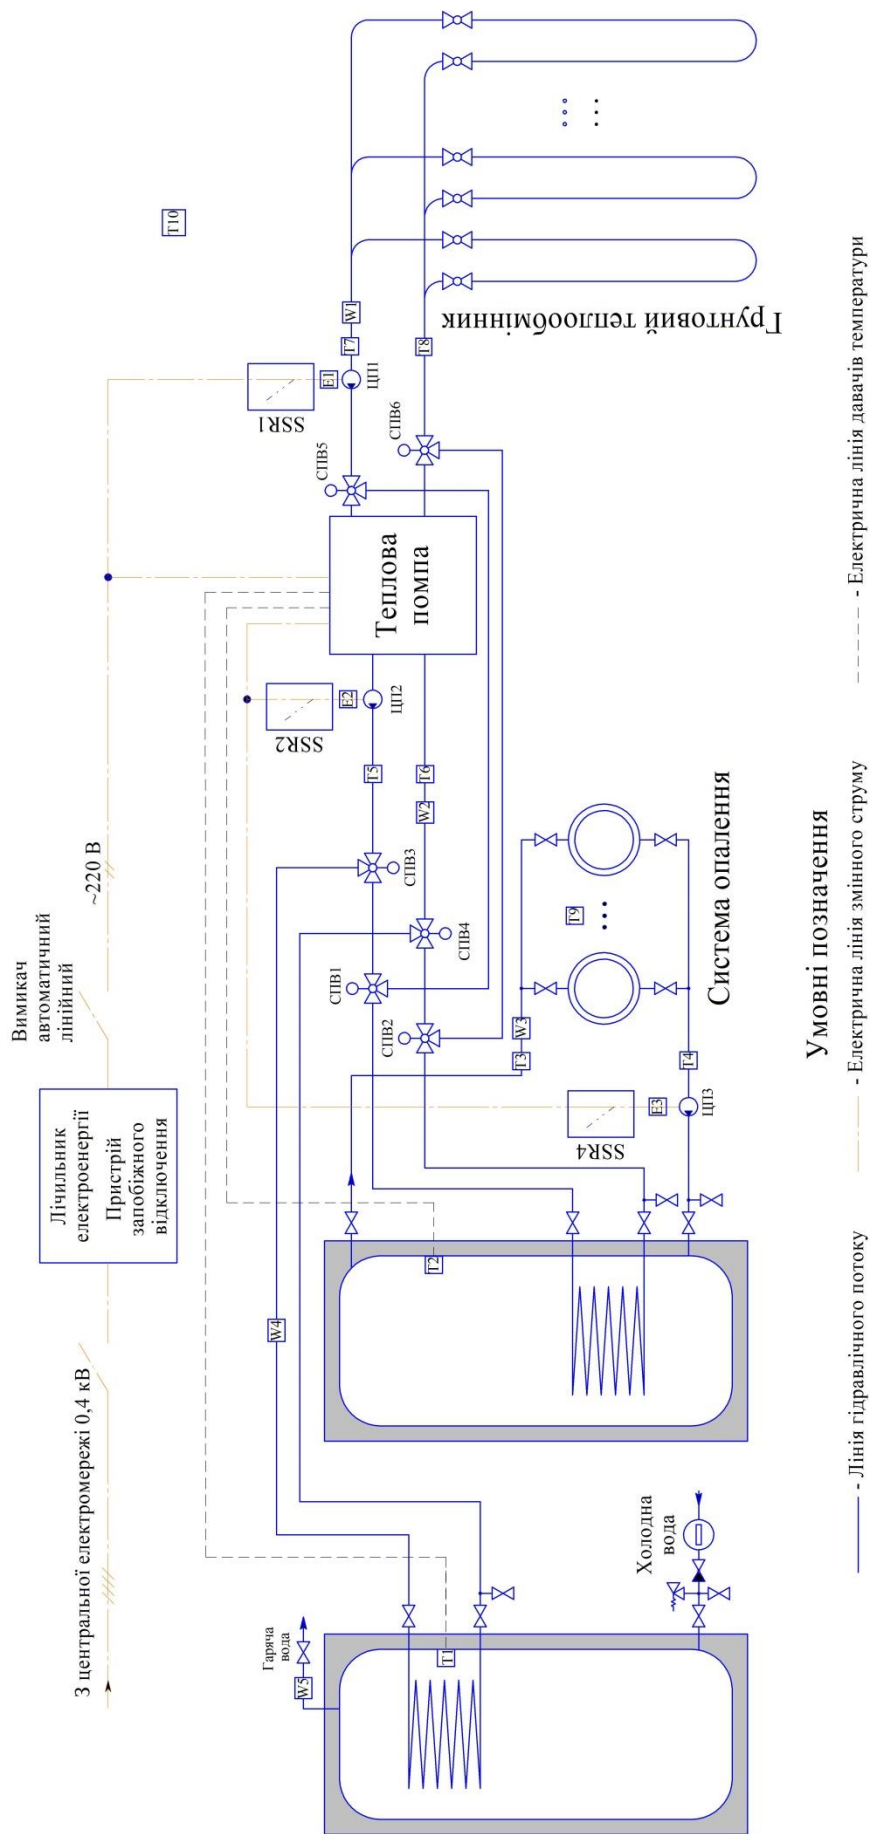 З центральної електромережі 0,4 кВ
Лічильник
електроенергії
Пристрій
запобіжного
відключення
Вимикач
автоматичний
лінійний
~220 В
T10
SSR1
E1
ЦП1
T7
W1
СПВ5
СПВ6
T8
Ґрунтовий теплообмінник
Теплова
помпа
SSR2
E2
ЦП2
T5
T6
W2
СПВ3
СПВ4
СПВ1
СПВ2
W4
T9
W3
T3
T4
SSR4
E3
ЦП3
Система опалення
T2
Гаряча
вода
W5
T1
Холодна
вода
Умовні позначення
- Лінія гідравлічного потоку
- Електрична лінія змінного струму
- Електрична лінія давачів температури